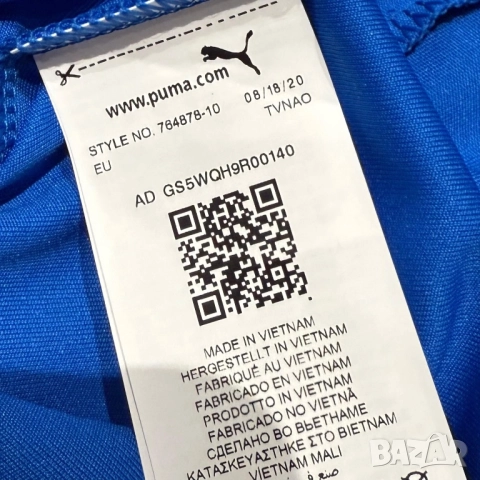 www.puma.com
STYLE NO. 764878-10 08/18/20
EU TVNAO
AD GS5WQH9R00140
MADE IN VIETNAM
HERGESTELLT IN VIETNAM
FABRIQUÉ AU VIETNAM
FABRICADO EN VIETNAM
PRODOTTO IN VIETNAM
FABRICADO NO VIETNÃ
СДЕЛАНО ВО ВЬЕТНАМЕ
ΚΑΤΑΣΚΕΥΑΣΤΗΚΕ ΣΤΟ ΒΙΕΤΝΑΜ
VİETNAM MALI
BAZAR